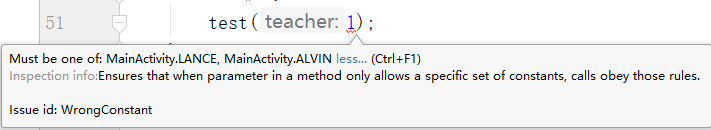 51 test( teacher: 1);
Must be one of: MainActivity.LANCE, MainActivity.ALVIN less... (Ctrl+F1)
Inspection info:Ensures that when parameter in a method only allows a specific set of constants, calls obey those rules.
Issue id: WrongConstant